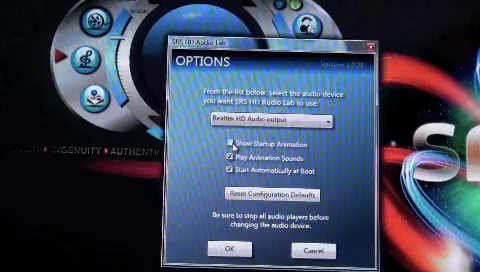 SRS HD Audio Lab
OPTIONS
Version: 1.0.23
From the list below, select the audio device
you want SRS HD Audio Lab to use:
Realtek HD Audio output
Show Startup Animation
Play Animation Sounds
Start Automatically at Boot
Reset Configuration Defaults
Be sure to stop all audio players before
changing the audio device.
OK
Cancel
INGENUITY • AUTHENTI